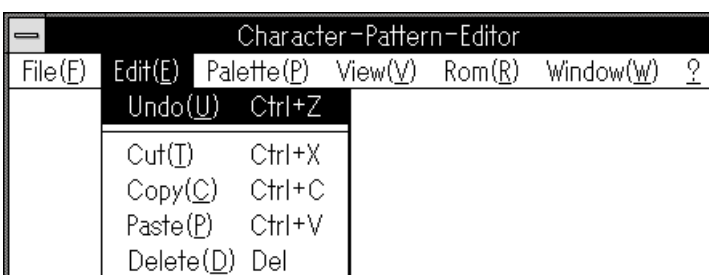 Character-Pattern-Editor
File(F) Edit(E) Palette(P) View(V) Rom(R) Window(W) ?
Undo(U) Ctrl+Z
Cut(T) Ctrl+X
Copy(C) Ctrl+C
Paste(P) Ctrl+V
Delete(D) Del